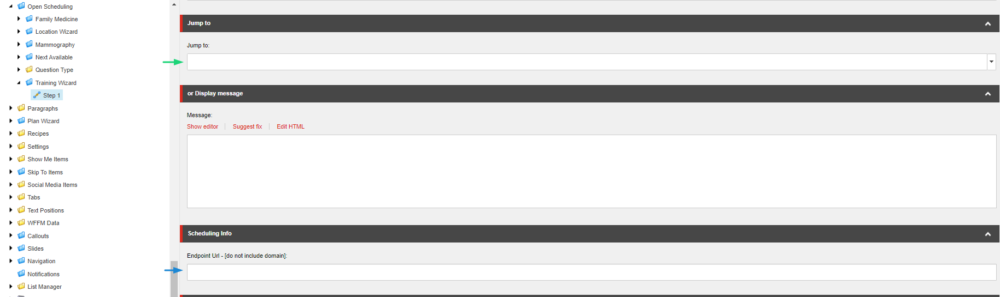 Open Scheduling
Family Medicine
Location Wizard
Mammography
Next Available
Question Type
Training Wizard
Step 1
Paragraphs
Plan Wizard
Recipes
Settings
Show Me Items
Skip To Items
Social Media Items
Tabs
Text Positions
WFFM Data
Callouts
Slides
Navigation
Notifications
List Manager
Jump to
Jump to:
or Display message
Message:
Show editor | Suggest fix | Edit HTML
Scheduling Info
Endpoint Url - [do not include domain]: